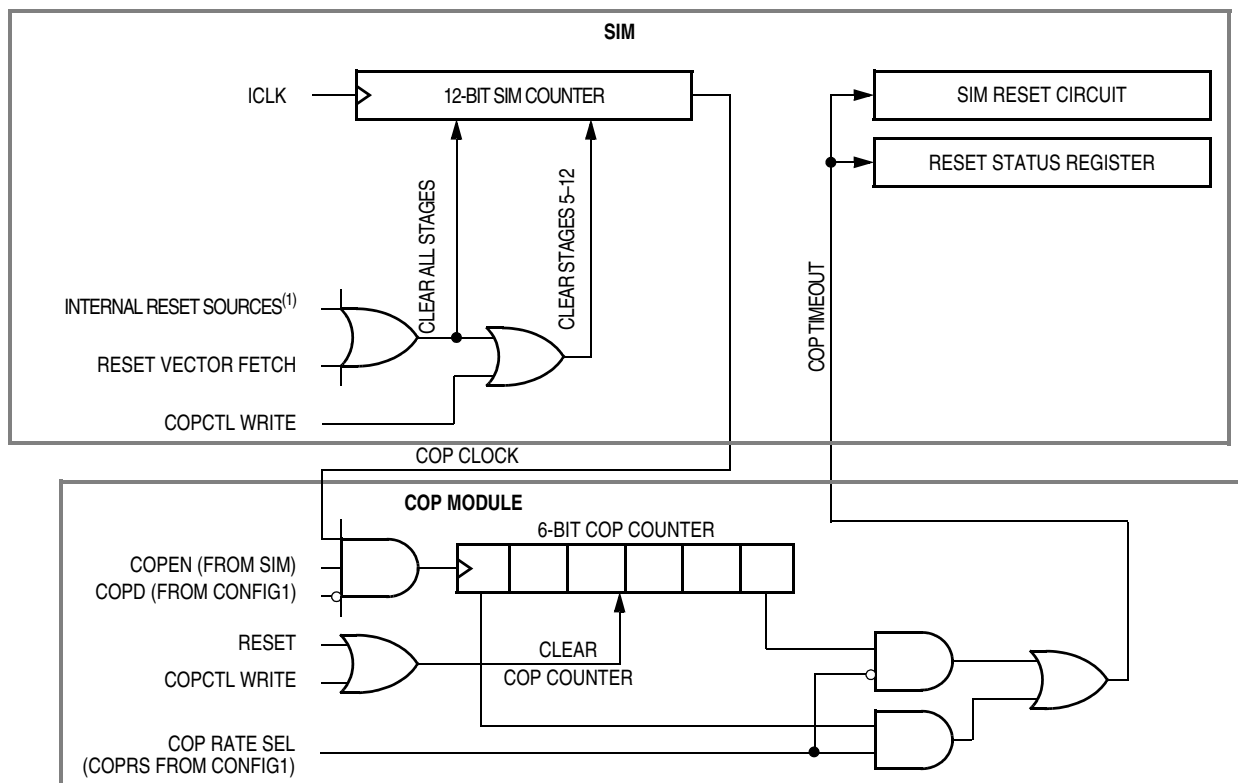 SIM
ICLK
12-BIT SIM COUNTER
SIM RESET CIRCUIT
RESET STATUS REGISTER
CLEAR ALL STAGES
CLEAR STAGES 5–12
COP TIMEOUT
INTERNAL RESET SOURCES(1)
RESET VECTOR FETCH
COPCTL WRITE
COP CLOCK
COP MODULE
6-BIT COP COUNTER
COPEN (FROM SIM)
COPD (FROM CONFIG1)
RESET
COPCTL WRITE
CLEAR
COP COUNTER
COP RATE SEL
(COPRS FROM CONFIG1)